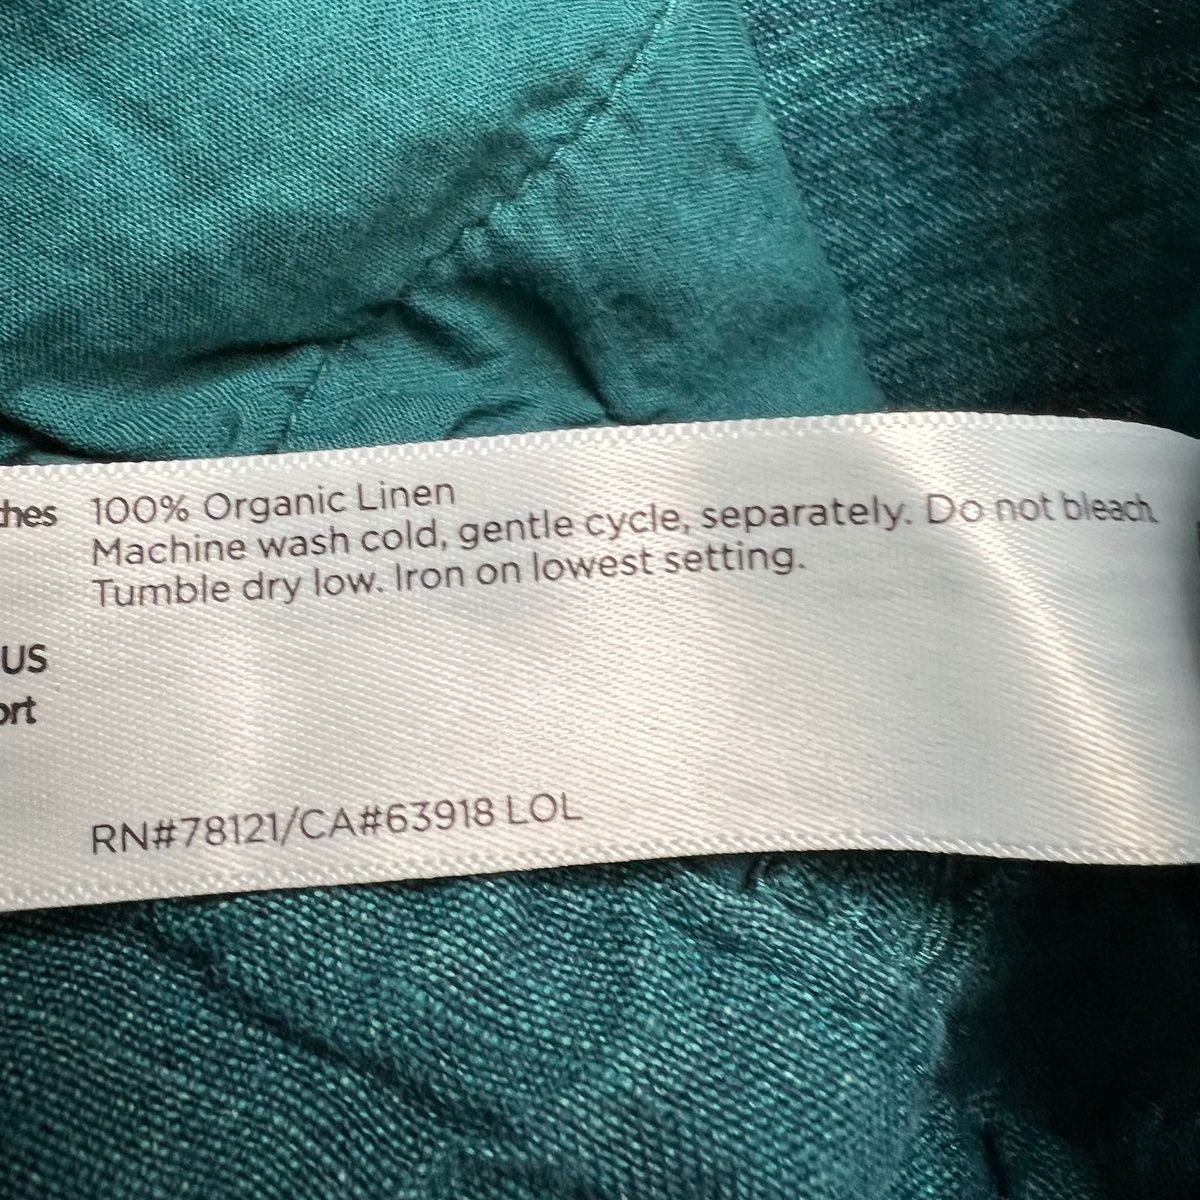 hes 100% Organic Linen
Machine wash cold, gentle cycle, separately. Do not bleach.
Tumble dry low. Iron on lowest setting.
US
ort
RN#78121/CA#63918 LOL